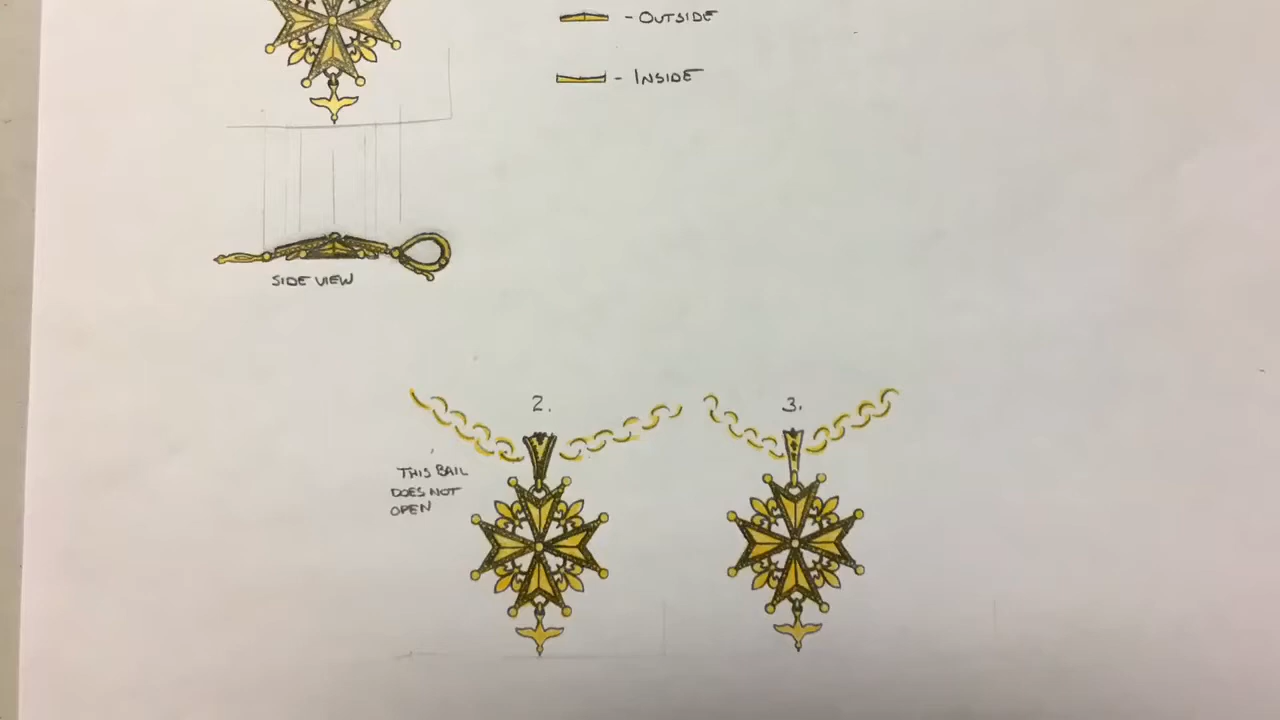 - OUTSIDE
- INSIDE
SIDE VIEW
2.
3.
THIS BAIL
DOES NOT
OPEN